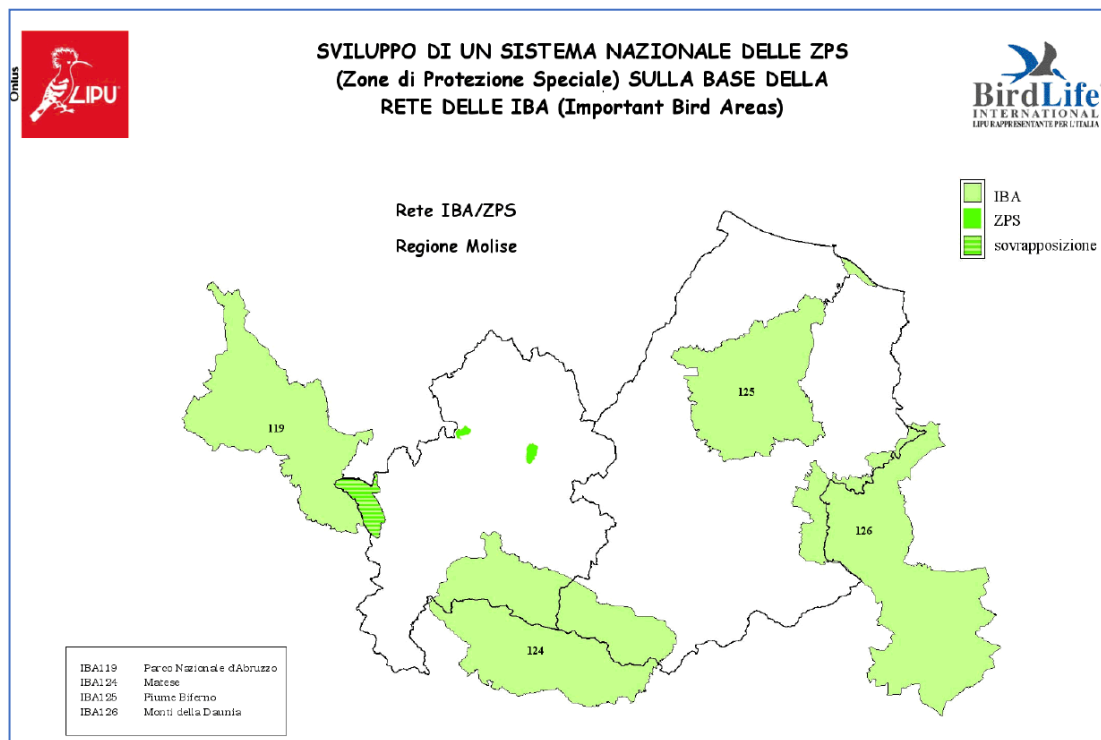 Onlus
LIPU
SVILUPPO DI UN SISTEMA NAZIONALE DELLE ZPS
(Zone di Protezione Speciale) SULLA BASE DELLA
RETE DELLE IBA (Important Bird Areas)
BirdLife
INTERNATIONAL
LIPU RAPPRESENTANTE PER L'ITALIA
Rete IBA/ZPS
Regione Molise
IBA
ZPS
sovrapposizione
119
125
126
124
IBA119 Parco Nazionale d'Abruzzo
IBA124 Matese
IBA125 Fiume Biferno
IBA126 Monti della Daunia